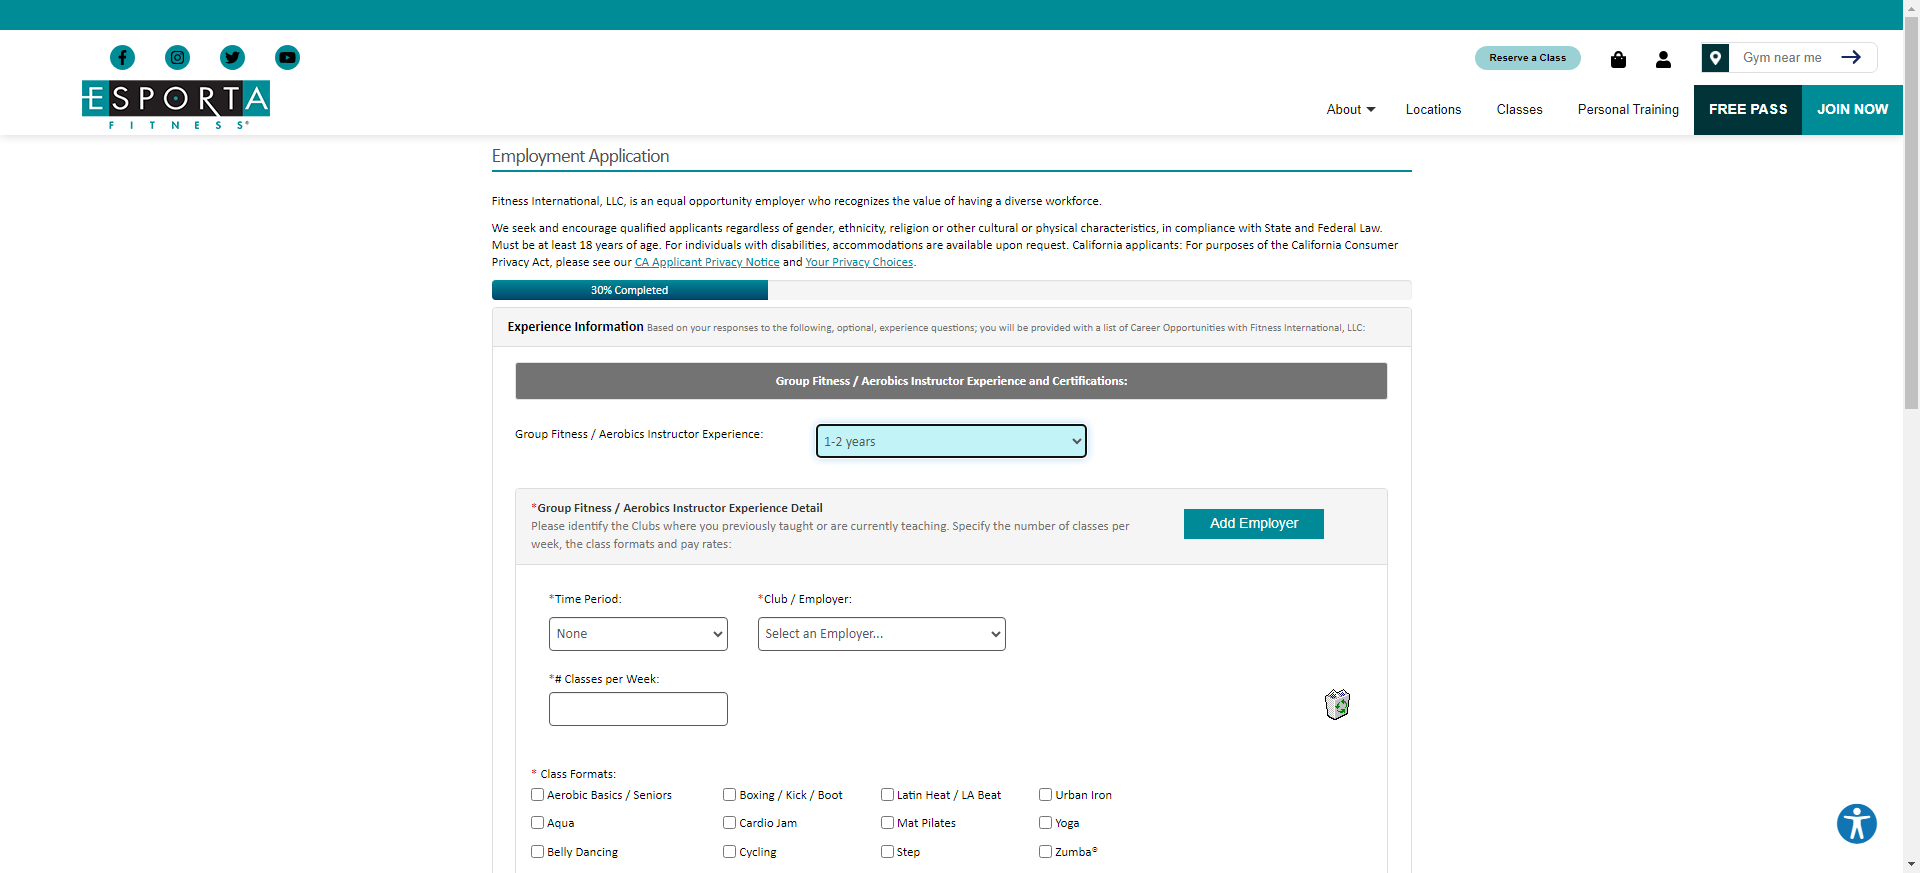 Reserve a Class
Gym near me
ESPORTA
FITNESS®
About
Locations
Classes
Personal Training
FREE PASS
JOIN NOW
Employment Application
Fitness International, LLC, is an equal opportunity employer who recognizes the value of having a diverse workforce.
We seek and encourage qualified applicants regardless of gender, ethnicity, religion or other cultural or physical characteristics, in compliance with State and Federal Law.
Must be at least 18 years of age. For individuals with disabilities, accommodations are available upon request. California applicants: For purposes of the California Consumer
Privacy Act, please see our CA Applicant Privacy Notice and Your Privacy Choices.
30% Completed
Experience Information Based on your responses to the following, optional, experience questions; you will be provided with a list of Career Opportunities with Fitness International, LLC:
Group Fitness / Aerobics Instructor Experience and Certifications:
Group Fitness / Aerobics Instructor Experience:
1-2 years
*Group Fitness / Aerobics Instructor Experience Detail
Please identify the Clubs where you previously taught or are currently teaching. Specify the number of classes per
week, the class formats and pay rates:
Add Employer
*Time Period:
*Club / Employer:
None
Select an Employer...
*# Classes per Week:
* Class Formats:
Aerobic Basics / Seniors
Boxing / Kick / Boot
Latin Heat / LA Beat
Urban Iron
Aqua
Cardio Jam
Mat Pilates
Yoga
Belly Dancing
Cycling
Step
Zumba®